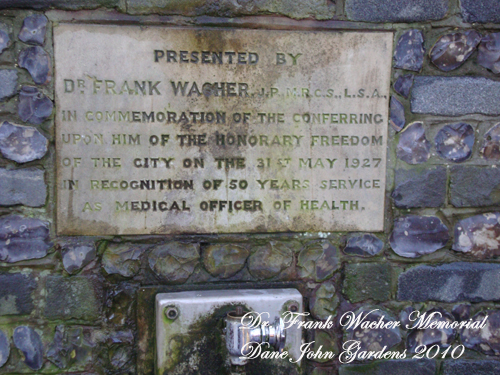 PRESENTED BY
DR FRANK WACHER, J.P., M.R.C.S., L.S.A.,
IN COMMEMORATION OF THE CONFERRING
UPON HIM OF THE HONORARY FREEDOM
OF THE CITY ON THE 31ST MAY 1927
IN RECOGNITION OF 50 YEARS SERVICE
AS MEDICAL OFFICER OF HEALTH.
Dr. Frank Wacher Memorial
Dane John Gardens 2010